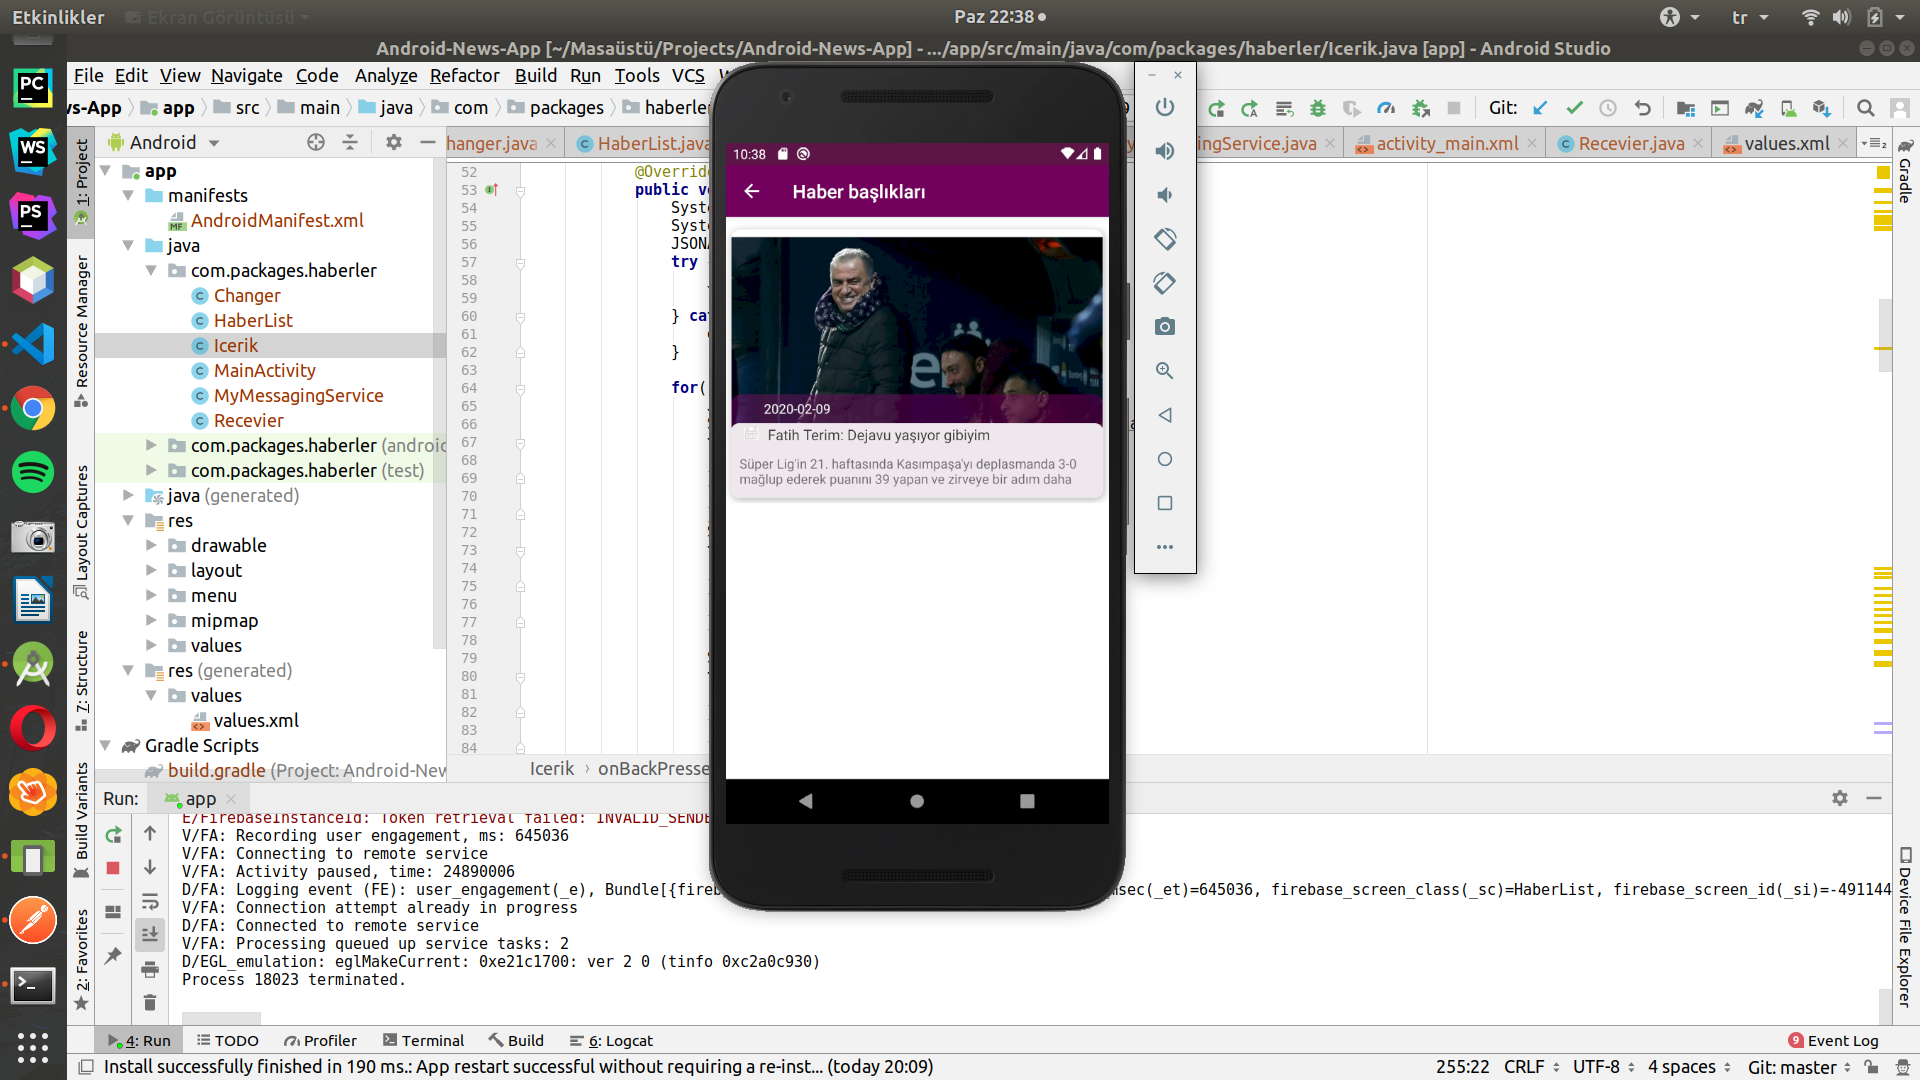 Etkinlikler
Ekran Görüntüsü
Paz 22:38
tr
Android-News-App [~/Masaüstü/Projects/Android-News-App] - .../app/src/main/java/com/packages/haberler/Icerik.java [app] - Android Studio
File Edit View Navigate Code Analyze Refactor Build Run Tools VCS
ws-App app src main java com packages haberler
Git:
Android
hanger.java
HaberList.java
ngService.java
activity_main.xml
Recevier.java
values.xml
1: Project
Resource Manager
Layout Captures
7: Structure
Build Variants
2: Favorites
app
manifests
AndroidManifest.xml
java
com.packages.haberler
Changer
HaberList
Icerik
MainActivity
MyMessagingService
Recevier
com.packages.haberler (androic
com.packages.haberler (test)
java (generated)
res
drawable
layout
menu
mipmap
values
res (generated)
values
values.xml
Gradle Scripts
build.gradle (Project: Android-New
52 @Override
53 public vo
54 Syste
55 Syste
56 JSONA
57 try
58
59
60 } cat
61
62 }
63
64 for(
65
66
67
68
69
70
71
72
73
74
75
76
77
78
79
80
81
82
83
84
Icerik › onBackPresse
10:38
Haber başlıkları
2020-02-09
Fatih Terim: Dejavu yaşıyor gibiyim
Süper Lig'in 21. haftasında Kasımpaşa'yı deplasmanda 3-0
mağlup ederek puanını 39 yapan ve zirveye bir adım daha
Gradle
Device File Explorer
Run: app
E/FirebaseInstanceId: Token retrieval failed: INVALID_SENDE
V/FA: Recording user engagement, ms: 645036
V/FA: Connecting to remote service
V/FA: Activity paused, time: 24890006
D/FA: Logging event (FE): user_engagement(_e), Bundle[{fireb msec(_et)=645036, firebase_screen_class(_sc)=HaberList, firebase_screen_id(_si)=-491144
V/FA: Connection attempt already in progress
D/FA: Connected to remote service
V/FA: Processing queued up service tasks: 2
D/EGL_emulation: eglMakeCurrent: 0xe21c1700: ver 2 0 (tinfo 0xc2a0c930)
Process 18023 terminated.
4: Run TODO Profiler Terminal Build 6: Logcat
9 Event Log
Install successfully finished in 190 ms.: App restart successful without requiring a re-inst... (today 20:09)
255:22 CRLF UTF-8 4 spaces Git: master